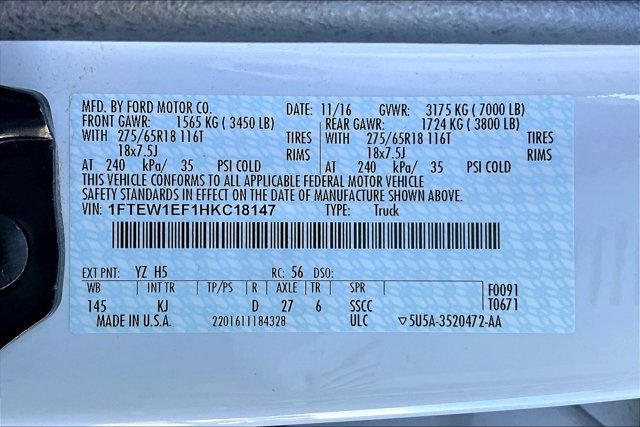 MFD. BY FORD MOTOR CO. DATE: 11/16 GVWR: 3175 KG ( 7000 LB)
FRONT GAWR: 1565 KG ( 3450 LB) REAR GAWR: 1724 KG ( 3800 LB)
WITH 275/65R18 116T TIRES WITH 275/65R18 116T TIRES
18x7.5J RIMS 18x7.5J RIMS
AT 240 kPa/ 35 PSI COLD AT 240 kPa/ 35 PSI COLD
THIS VEHICLE CONFORMS TO ALL APPLICABLE FEDERAL MOTOR VEHICLE
SAFETY STANDARDS IN EFFECT ON THE DATE OF MANUFACTURE SHOWN ABOVE.
VIN: 1FTEW1EF1HKC18147 TYPE: Truck
EXT PNT: YZ H5 RC: 56 DSO:
WB INT TR TP/PS R AXLE TR SPR F0091
145 KJ D 27 6 SSCC T0671
MADE IN U.S.A. 2201611184328 ULC ▽5U5A-3520472-AA